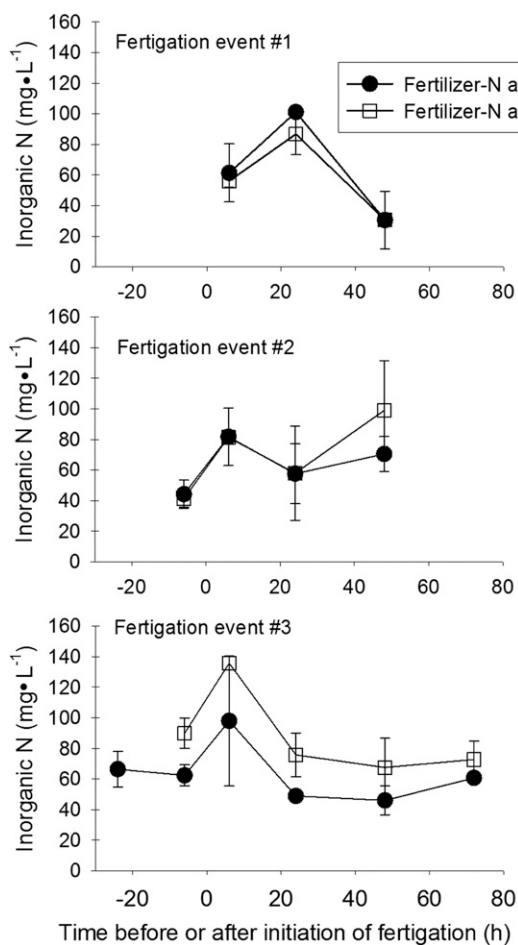 160
140
120
100
80
60
40
20
0
Inorganic N (mg•L-1)
Fertigation event #1
Fertilizer-N a
Fertilizer-N a
-20 0 20 40 60 80
160
140
120
100
80
60
40
20
0
Inorganic N (mg•L-1)
Fertigation event #2
-20 0 20 40 60 80
160
140
120
100
80
60
40
20
0
Inorganic N (mg•L-1)
Fertigation event #3
-20 0 20 40 60 80
Time before or after initiation of fertigation (h)